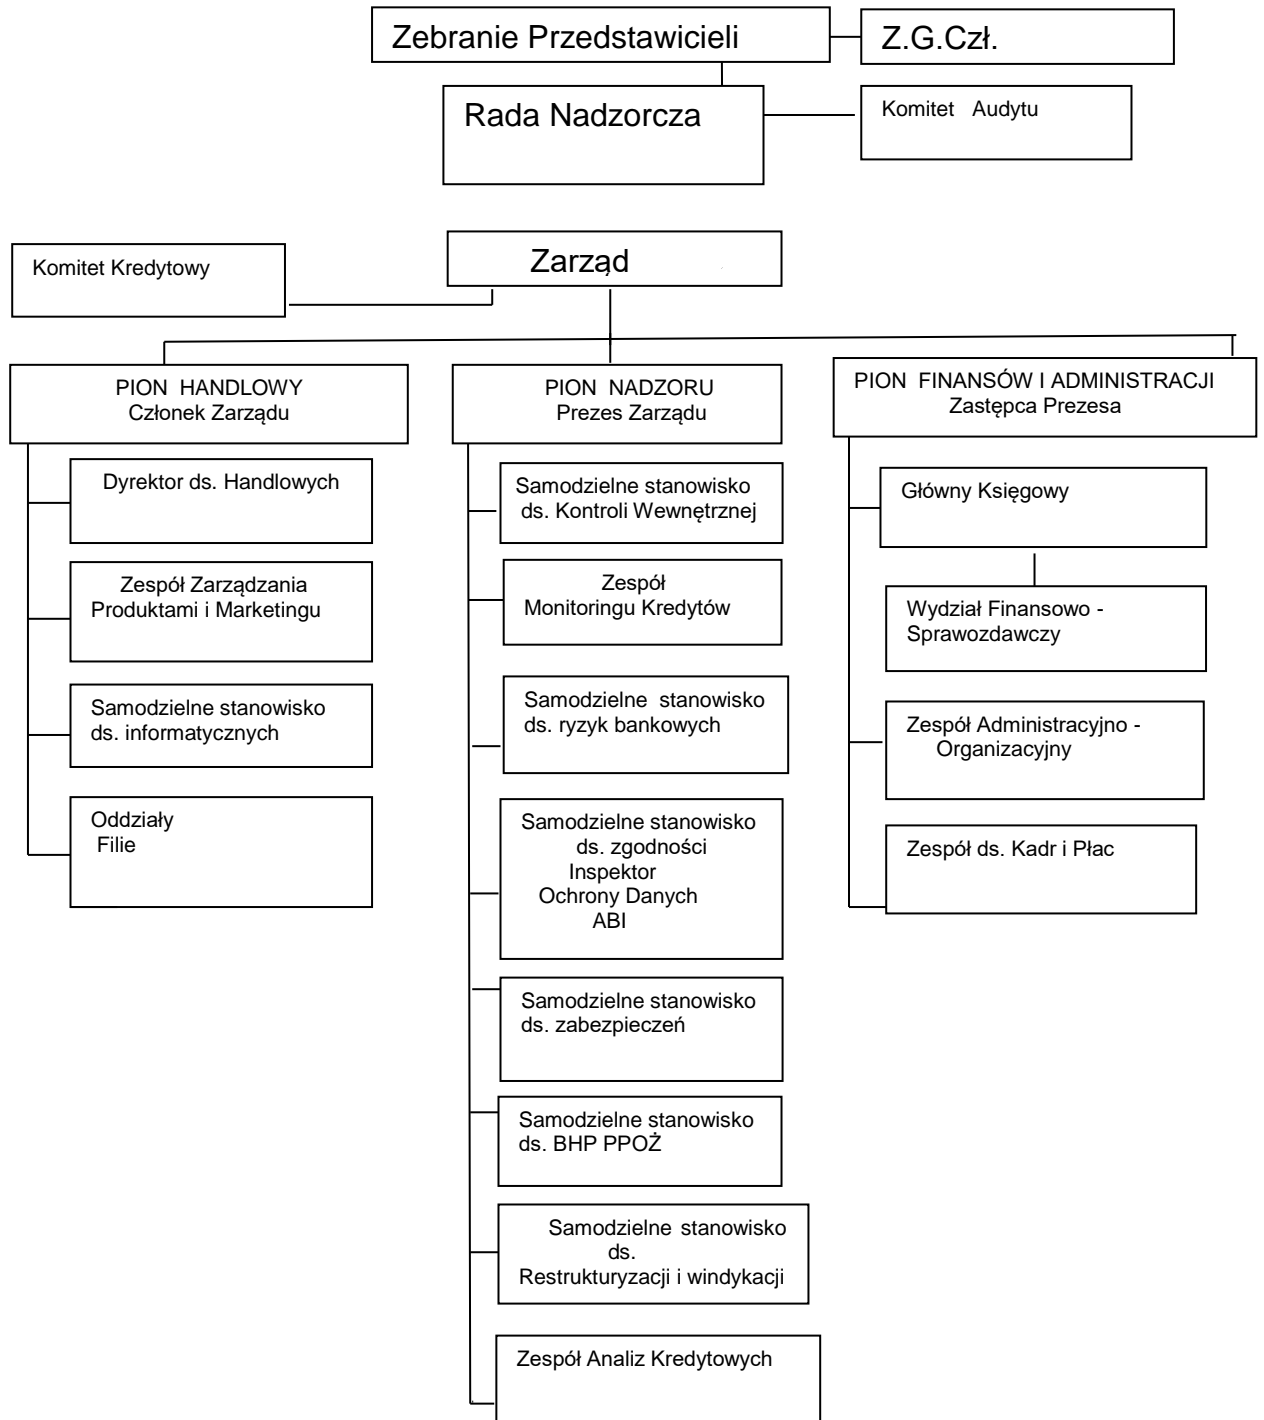 Zebranie Przedstawicieli
Z.G.Czł.
Rada Nadzorcza
Komitet Audytu
Zarząd
Komitet Kredytowy
PION HANDLOWY
Członek Zarządu
Dyrektor ds. Handlowych
Zespół Zarządzania
Produktami i Marketingu
Samodzielne stanowisko
ds. informatycznych
Oddziały
Filie
PION NADZORU
Prezes Zarządu
Samodzielne stanowisko
ds. Kontroli Wewnętrznej
Zespół
Monitoringu Kredytów
Samodzielne stanowisko
ds. ryzyk bankowych
Samodzielne stanowisko
ds. zgodności
Inspektor
Ochrony Danych
ABI
Samodzielne stanowisko
ds. zabezpieczeń
Samodzielne stanowisko
ds. BHP PPOŻ
Samodzielne stanowisko
ds.
Restrukturyzacji i windykacji
Zespół Analiz Kredytowych
PION FINANSÓW I ADMINISTRACJI
Zastępca Prezesa
Główny Księgowy
Wydział Finansowo -
Sprawozdawczy
Zespół Administracyjno -
Organizacyjny
Zespół ds. Kadr i Płac